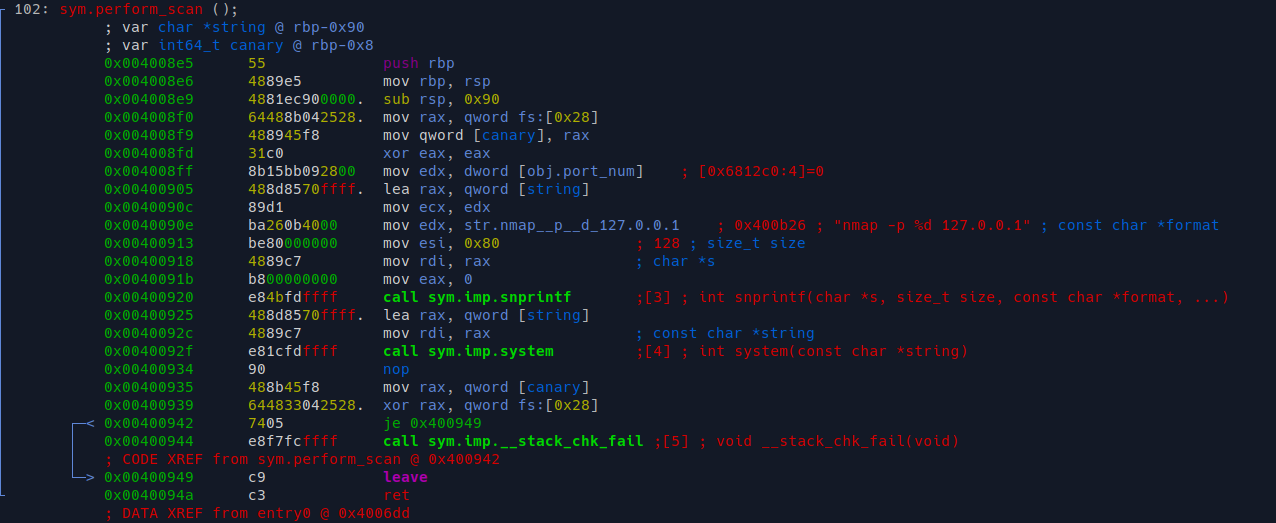 102: sym.perform_scan ();
; var char *string @ rbp-0x90
; var int64_t canary @ rbp-0x8
0x004008e5 55 push rbp
0x004008e6 4889e5 mov rbp, rsp
0x004008e9 4881ec900000. sub rsp, 0x90
0x004008f0 64488b042528. mov rax, qword fs:[0x28]
0x004008f9 488945f8 mov qword [canary], rax
0x004008fd 31c0 xor eax, eax
0x004008ff 8b15bb092800 mov edx, dword [obj.port_num] ; [0x6812c0:4]=0
0x00400905 488d8570ffff. lea rax, qword [string]
0x0040090c 89d1 mov ecx, edx
0x0040090e ba260b4000 mov edx, str.nmap__p__d_127.0.0.1 ; 0x400b26 ; "nmap -p %d 127.0.0.1" ; const char *format
0x00400913 be80000000 mov esi, 0x80 ; 128 ; size_t size
0x00400918 4889c7 mov rdi, rax ; char *s
0x0040091b b800000000 mov eax, 0
0x00400920 e84bfdffff call sym.imp.snprintf ;[3] ; int snprintf(char *s, size_t size, const char *format, ...)
0x00400925 488d8570ffff. lea rax, qword [string]
0x0040092c 4889c7 mov rdi, rax ; const char *string
0x0040092f e81cfdffff call sym.imp.system ;[4] ; int system(const char *string)
0x00400934 90 nop
0x00400935 488b45f8 mov rax, qword [canary]
0x00400939 644833042528. xor rax, qword fs:[0x28]
< 0x00400942 7405 je 0x400949
0x00400944 e8f7fcffff call sym.imp.__stack_chk_fail ;[5] ; void __stack_chk_fail(void)
; CODE XREF from sym.perform_scan @ 0x400942
> 0x00400949 c9 leave
0x0040094a c3 ret
; DATA XREF from entry0 @ 0x4006dd